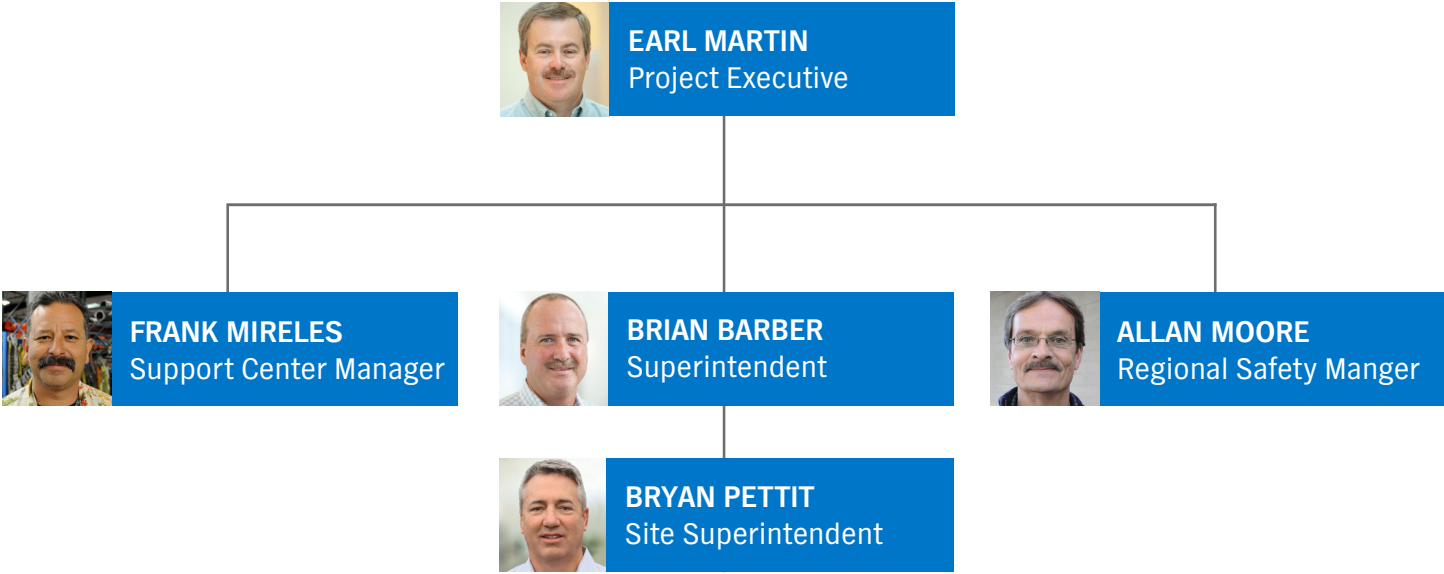 EARL MARTIN
Project Executive
FRANK MIRELES
Support Center Manager
BRIAN BARBER
Superintendent
ALLAN MOORE
Regional Safety Manger
BRYAN PETTIT
Site Superintendent